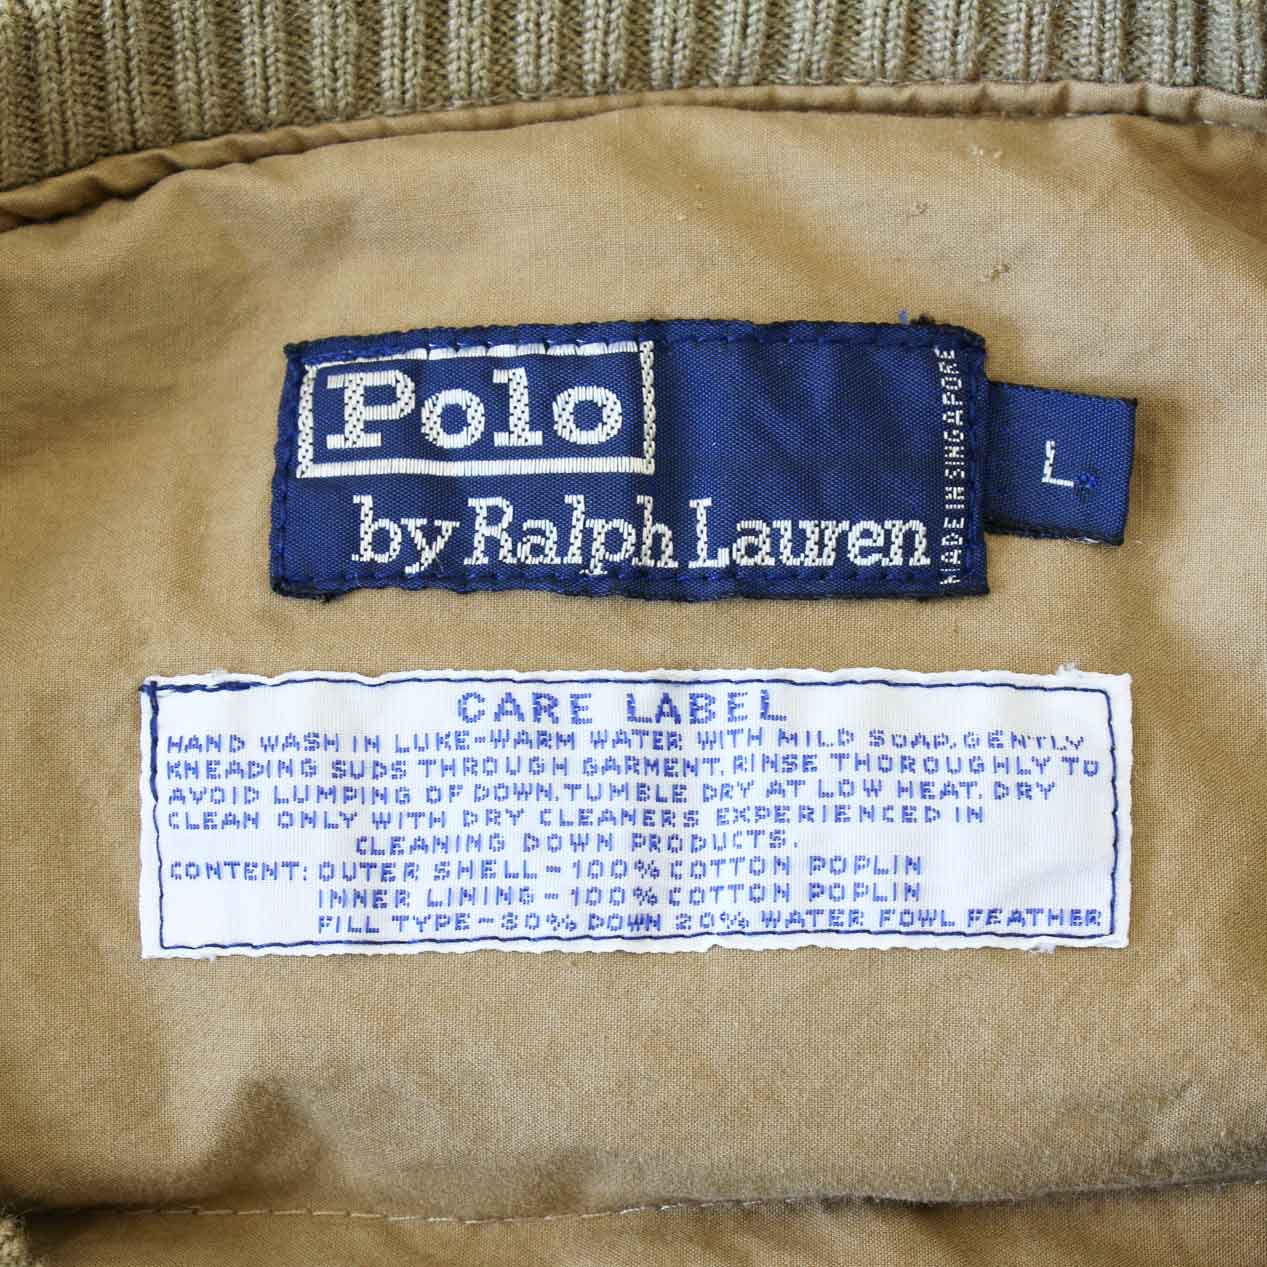 Polo
by Ralph Lauren
MADE IN SINGAPORE
L
CARE LABEL
HAND WASH IN LUKE-WARM WATER WITH MILD SOAP, GENTLY
KNEADING SUDS THROUGH GARMENT. RINSE THOROUGHLY TO
AVOID LUMPING OF DOWN. TUMBLE DRY AT LOW HEAT. DRY
CLEAN ONLY WITH DRY CLEANERS EXPERIENCED IN
CLEANING DOWN PRODUCTS.
CONTENT: OUTER SHELL - 100% COTTON POPLIN
INNER LINING - 100% COTTON POPLIN
FILL TYPE - 80% DOWN 20% WATER FOWL FEATHER